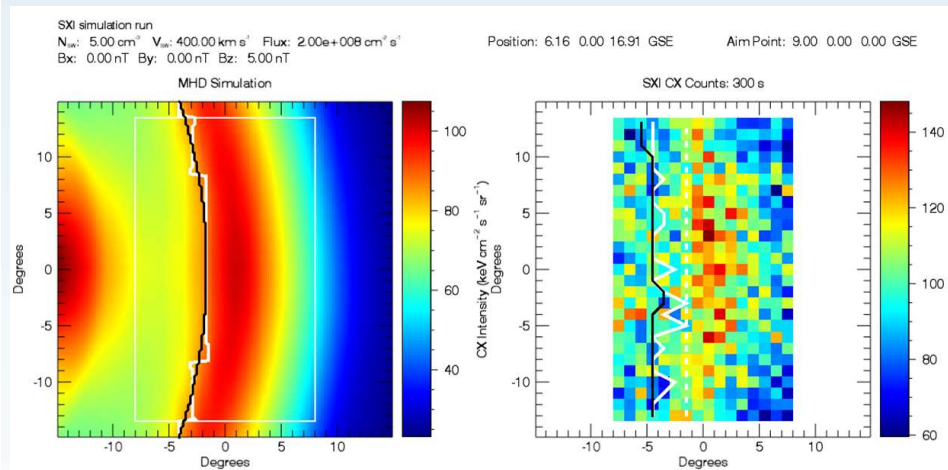 SXI simulation run
Nsw: 5.00 cm⁻³ Vsw: 400.00 km s⁻¹ Flux: 2.00e+008 cm⁻² s⁻¹
Bx: 0.00 nT By: 0.00 nT Bz: 5.00 nT
Position: 6.16 0.00 16.91 GSE
Aim Point: 9.00 0.00 0.00 GSE
MHD Simulation
Degrees
10
5
0
-5
-10
-10 -5 0 5 10
Degrees
100
80
60
40
CX Intensity (keV cm⁻² s⁻¹ sr⁻¹)
SXI CX Counts: 300 s
Degrees
10
5
0
-5
-10
-10 -5 0 5 10
Degrees
140
120
100
80
60